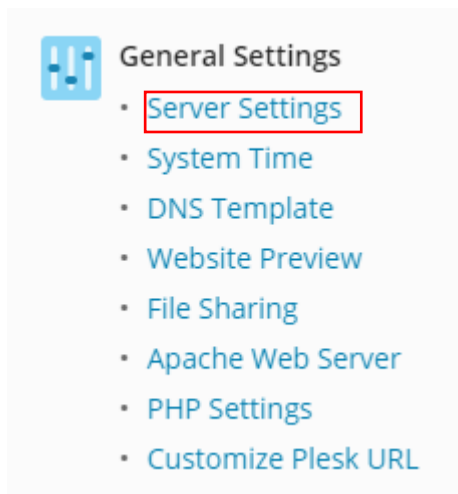 General Settings
Server Settings
System Time
DNS Template
Website Preview
File Sharing
Apache Web Server
PHP Settings
Customize Plesk URL